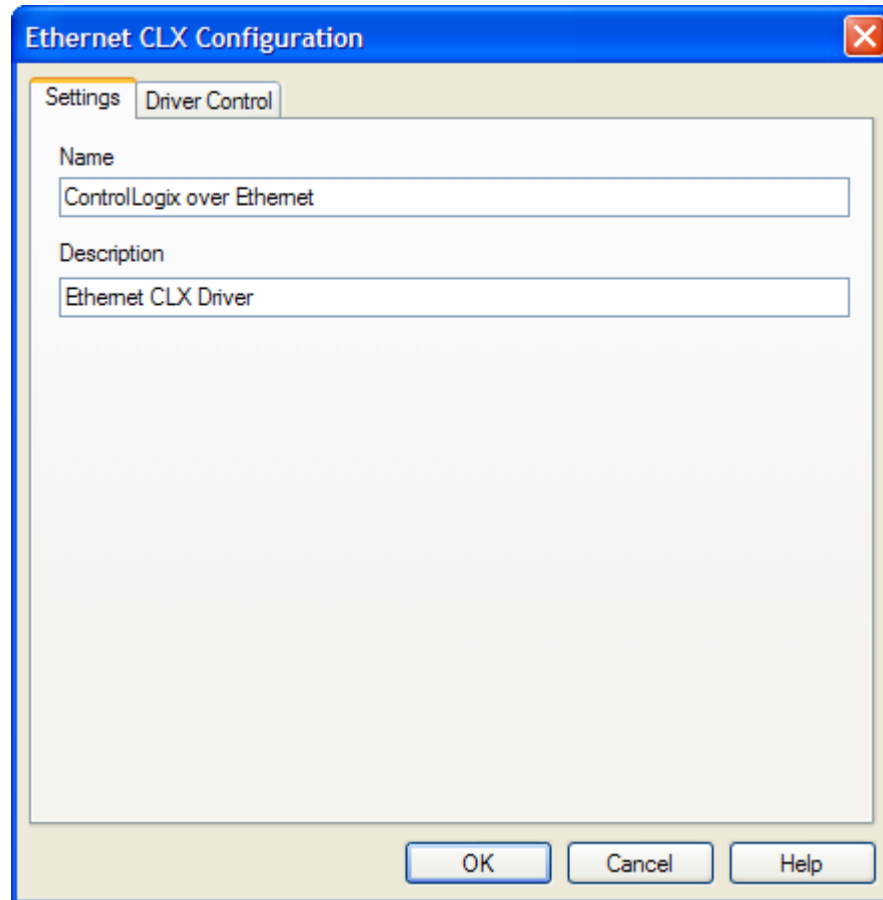 Ethernet CLX Configuration
Settings Driver Control
Name
ControlLogix over Ethernet
Description
Ethernet CLX Driver
OK Cancel Help